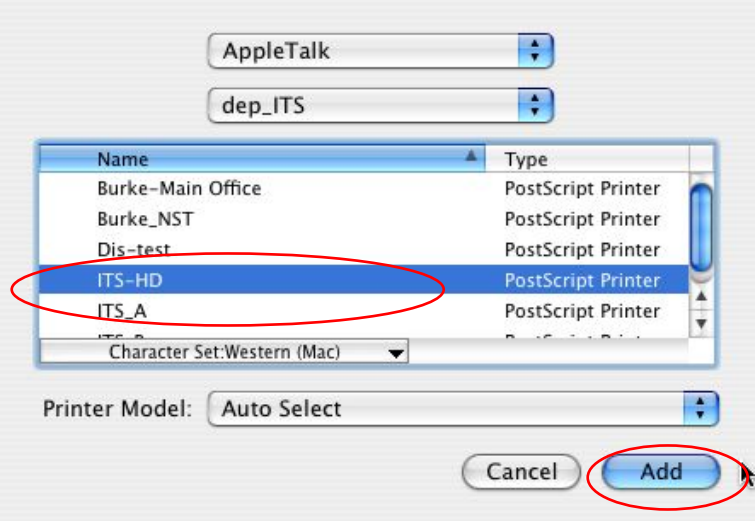 AppleTalk
dep_ITS
Name Type
Burke-Main Office PostScript Printer
Burke_NST PostScript Printer
Dis-test PostScript Printer
ITS-HD PostScript Printer
ITS_A PostScript Printer
Character Set:Western (Mac)
Printer Model: Auto Select
Cancel Add